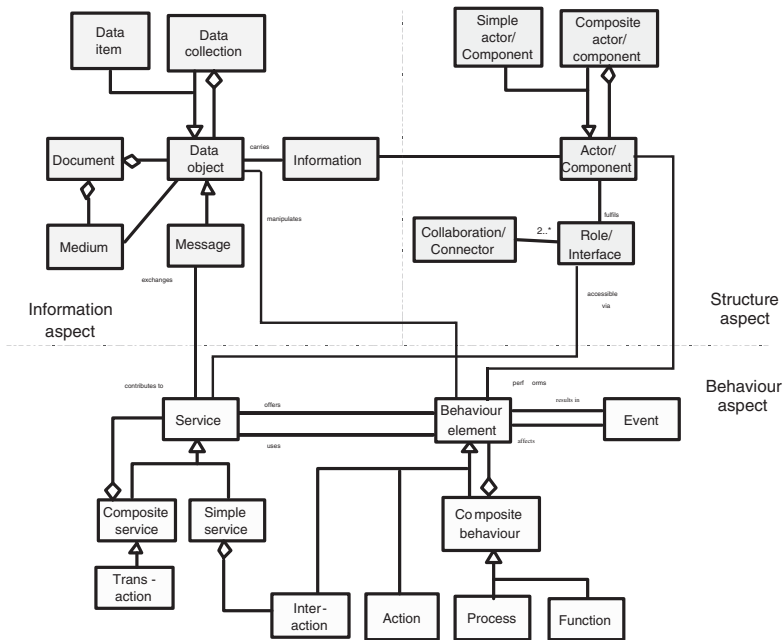 Data
item
Data
collection
Simple
actor/
Component
Composite
actor/
component
Document
Data
object
carries
Information
Actor/
Component
manipulates
fulfils
Medium
Message
Collaboration/
Connector
2..*
Role/
Interface
exchanges
accessible
via
Information
aspect
Structure
aspect
Behaviour
aspect
contributes to
Service
offers
uses
Behaviour
element
perf orms
results in
affects
Event
Composite
service
Simple
service
Composite
behaviour
Trans -
action
Inter-
action
Action
Process
Function